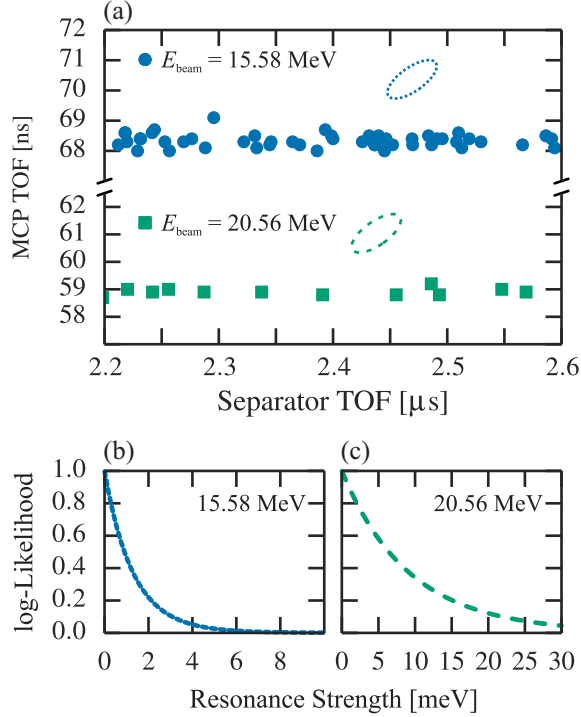 (a)
72
71
70
69
68
62
61
60
59
58
MCP TOF [ns]
E_beam = 15.58 MeV
E_beam = 20.56 MeV
2.2 2.3 2.4 2.5 2.6
Separator TOF [μs]
(b) (c)
1.0
0.8
0.6
0.4
0.2
0.0
log-Likelihood
15.58 MeV 20.56 MeV
0 2 4 6 8 0 5 10 15 20 25 30
Resonance Strength [meV]